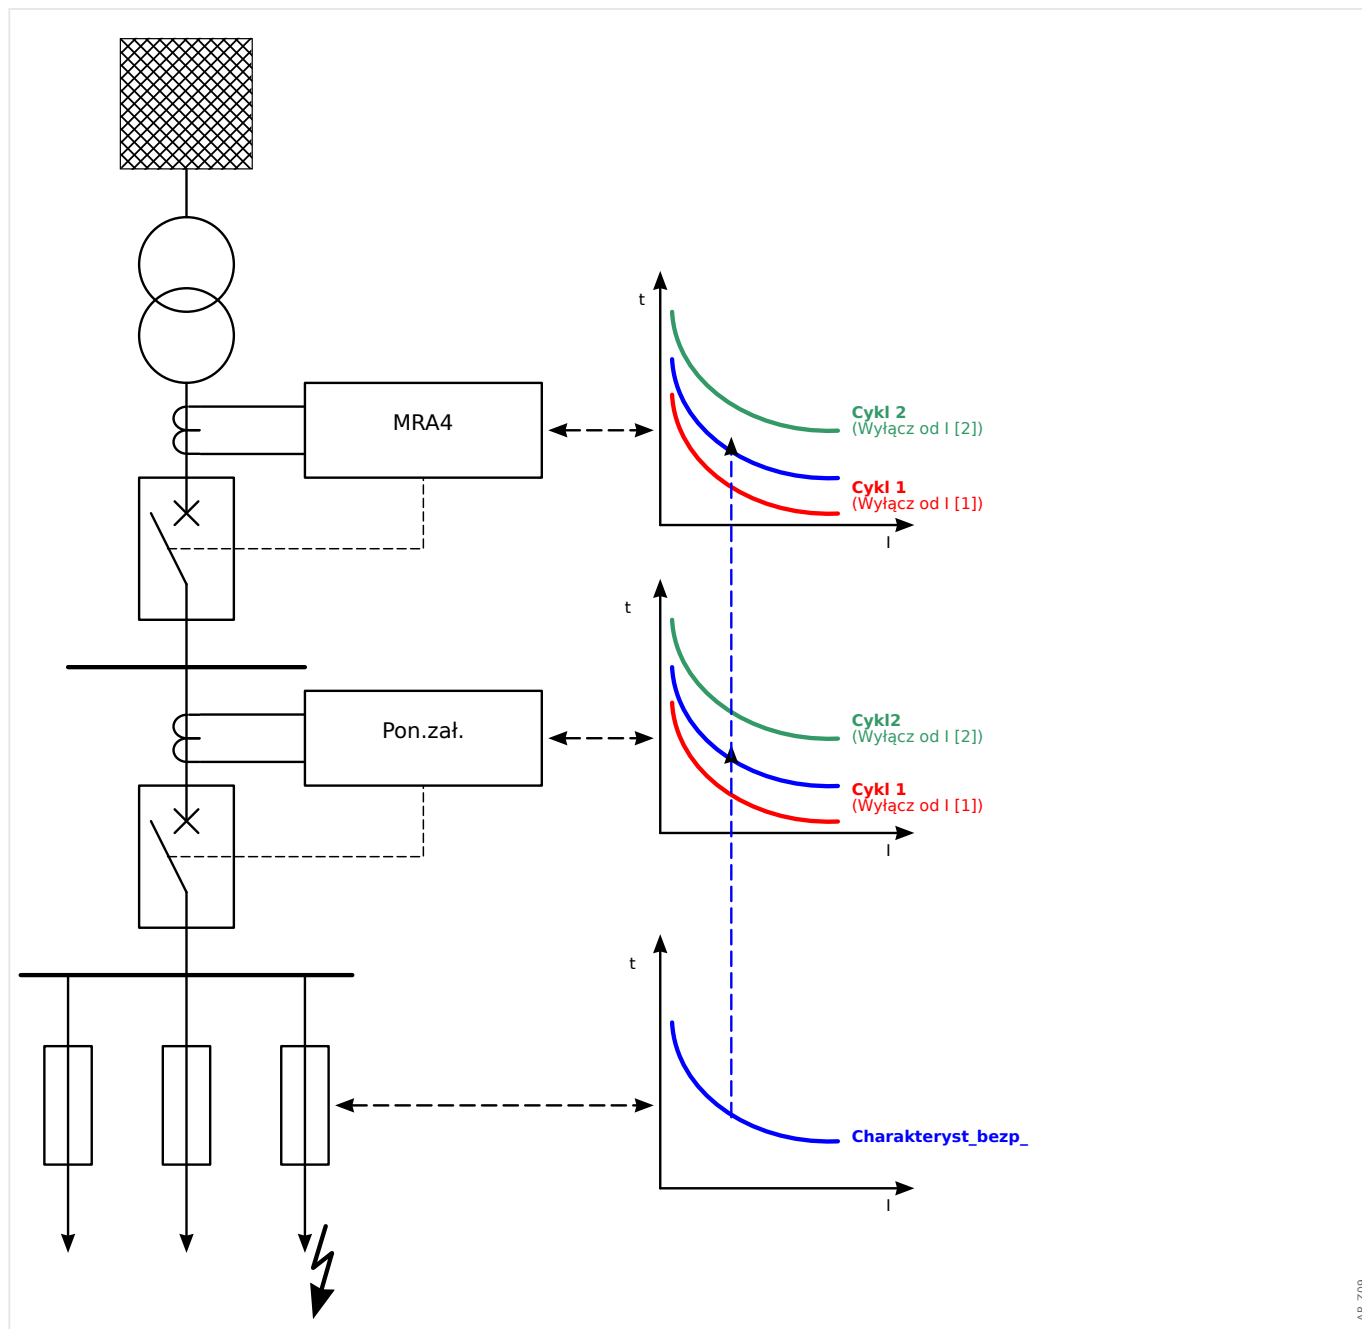 t
MRA4
Cykl 2
(Wyłącz od I [2])
Cykl 1
(Wyłącz od I [1])
I
t
Pon.zał.
Cykl2
(Wyłącz od I [2])
Cykl 1
(Wyłącz od I [1])
I
t
Charakteryst_bezp_
I
AR_Z09